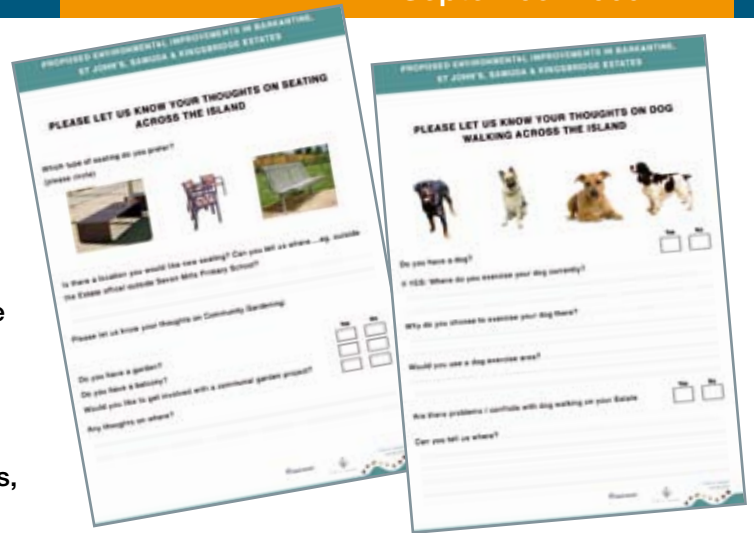 e
s,
PROPOSED ENVIRONMENTAL IMPROVEMENTS IN BARKANTINE,
ST JOHN'S, SAMUDA & KINGSBRIDGE ESTATES
PLEASE LET US KNOW YOUR THOUGHTS ON SEATING
ACROSS THE ISLAND
Which type of seating do you prefer?
(please circle)
Is there a location you would like new seating? Can you tell us where....eg. outside
the Estate office/ outside Seven Mills Primary School?
Please let us know your thoughts on Community Gardening:
Yes No
Do you have a garden?
Do you have a balcony?
Would you like to get involved with a communal garden project?
Any thoughts on where?
PROPOSED ENVIRONMENTAL IMPROVEMENTS IN BARKANTINE,
ST JOHN'S, SAMUDA & KINGSBRIDGE ESTATES
PLEASE LET US KNOW YOUR THOUGHTS ON DOG
WALKING ACROSS THE ISLAND
Yes No
Do you have a dog?
If YES: Where do you exercise your dog currently?
Why do you choose to exercise your dog there?
Would you use a dog exercise area?
Yes No
Are there problems / conflicts with dog walking on your Estate
Can you tell us where?